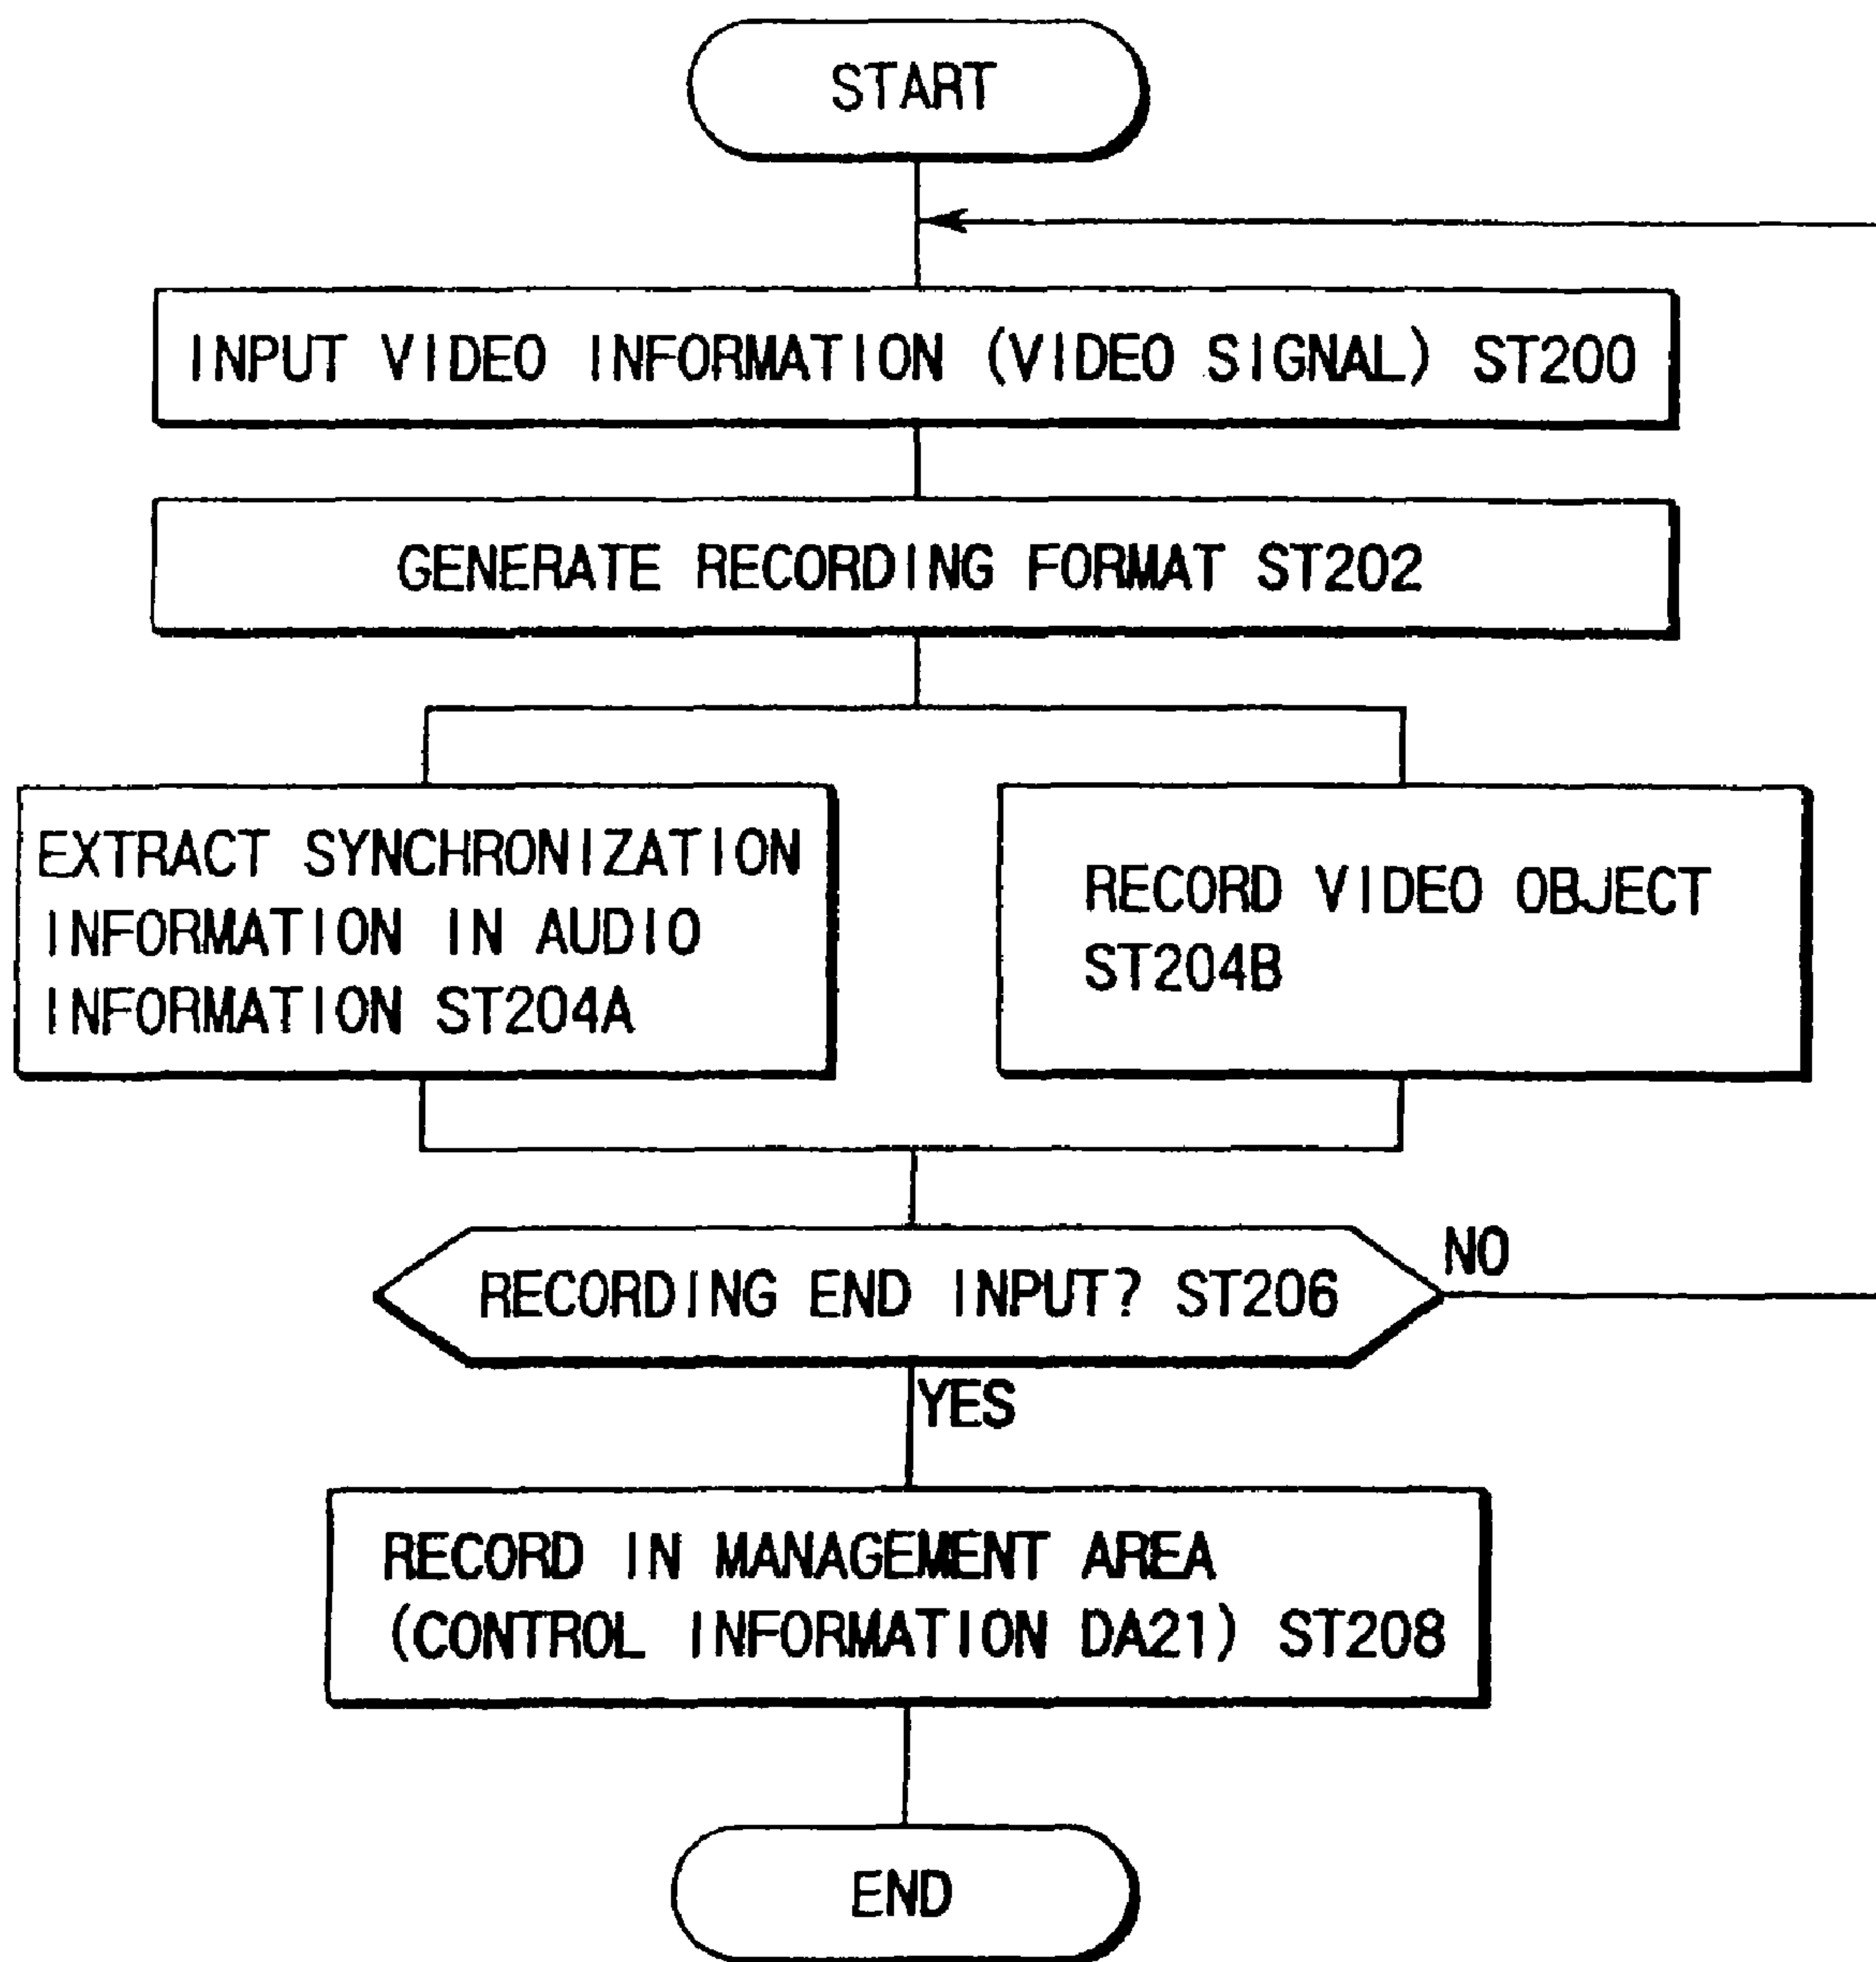 START
INPUT VIDEO INFORMATION (VIDEO SIGNAL) ST200
GENERATE RECORDING FORMAT ST202
EXTRACT SYNCHRONIZATION
INFORMATION IN AUDIO
INFORMATION ST204A
RECORD VIDEO OBJECT
ST204B
RECORDING END INPUT? ST206
NO
YES
RECORD IN MANAGEMENT AREA
(CONTROL INFORMATION DA21) ST208
END